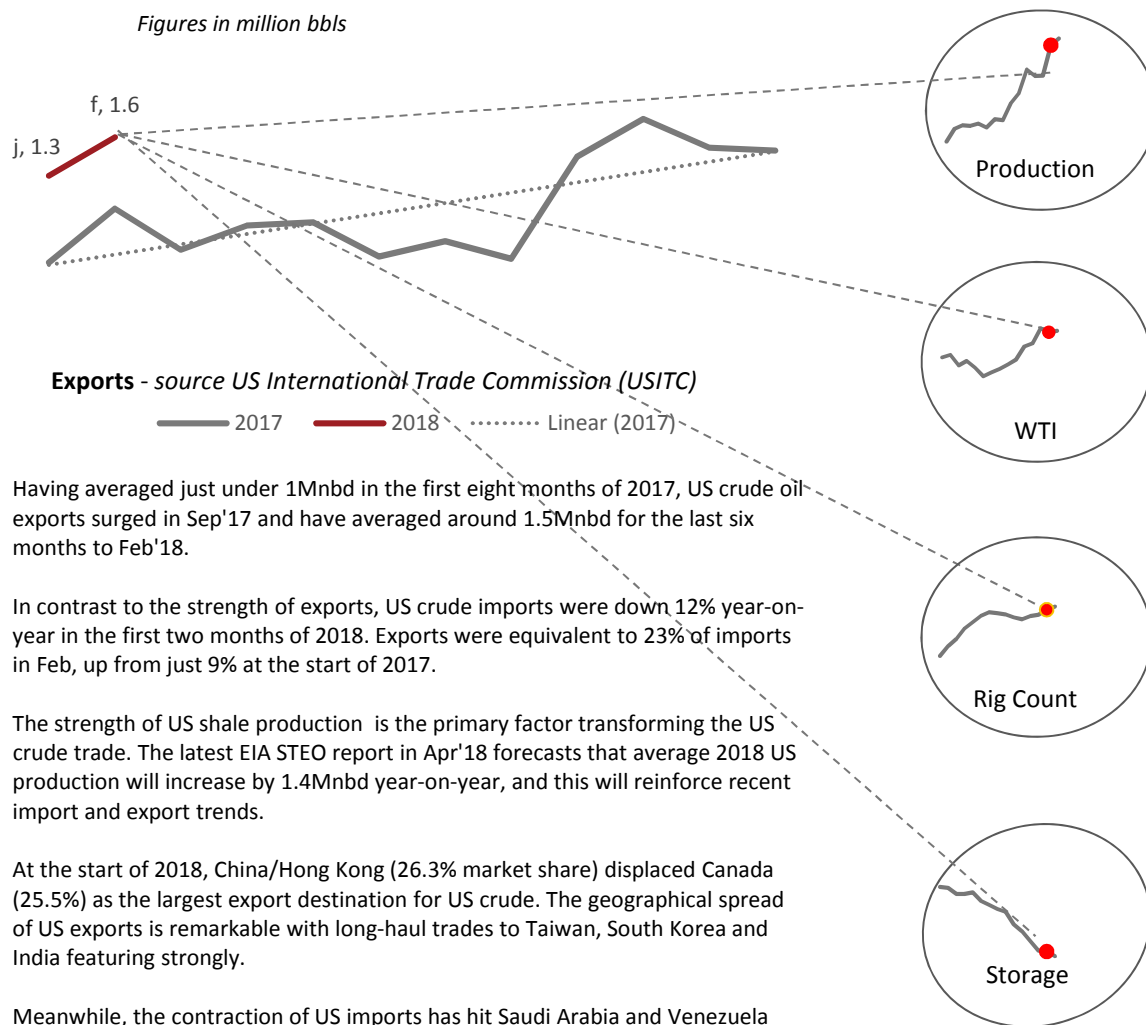 Figures in million bbls
f, 1.6
j, 1.3
Production
Exports - source US International Trade Commission (USITC)
2017 2018 Linear (2017)
WTI
Having averaged just under 1Mnbd in the first eight months of 2017, US crude oil
exports surged in Sep'17 and have averaged around 1.5Mnbd for the last six
months to Feb'18.
In contrast to the strength of exports, US crude imports were down 12% year-on-
year in the first two months of 2018. Exports were equivalent to 23% of imports
in Feb, up from just 9% at the start of 2017.
Rig Count
The strength of US shale production  is the primary factor transforming the US
crude trade. The latest EIA STEO report in Apr'18 forecasts that average 2018 US
production will increase by 1.4Mnbd year-on-year, and this will reinforce recent
import and export trends.
At the start of 2018, China/Hong Kong (26.3% market share) displaced Canada
(25.5%) as the largest export destination for US crude. The geographical spread
of US exports is remarkable with long-haul trades to Taiwan, South Korea and
India featuring strongly.
Storage
Meanwhile, the contraction of US imports has hit Saudi Arabia and Venezuela